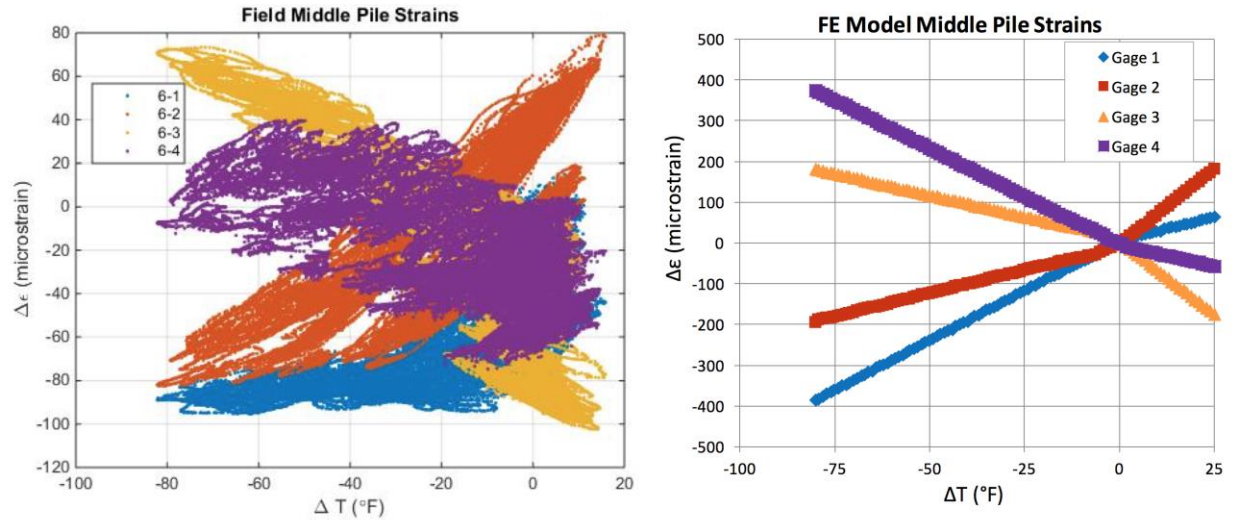 Field Middle Pile Strains
80
60
40
20
0
-20
-40
-60
-80
-100
-120
Δϵ (microstrain)
6-1
6-2
6-3
6-4
-100 -80 -60 -40 -20 0 20
Δ T (°F)
FE Model Middle Pile Strains
500
400
300
200
100
0
-100
-200
-300
-400
-500
Δε (microstrain)
Gage 1
Gage 2
Gage 3
Gage 4
-100 -75 -50 -25 0 25
ΔT (°F)